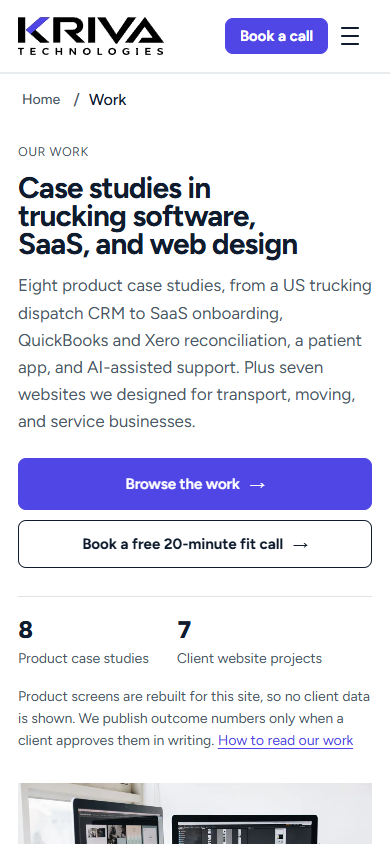 KRIVA
TECHNOLOGIES
Book a call
Home / Work
OUR WORK
Case studies in
trucking software,
SaaS, and web design
Eight product case studies, from a US trucking
dispatch CRM to SaaS onboarding,
QuickBooks and Xero reconciliation, a patient
app, and AI-assisted support. Plus seven
websites we designed for transport, moving,
and service businesses.
Browse the work →
Book a free 20-minute fit call →
8
Product case studies
7
Client website projects
Product screens are rebuilt for this site, so no client data
is shown. We publish outcome numbers only when a
client approves them in writing. How to read our work